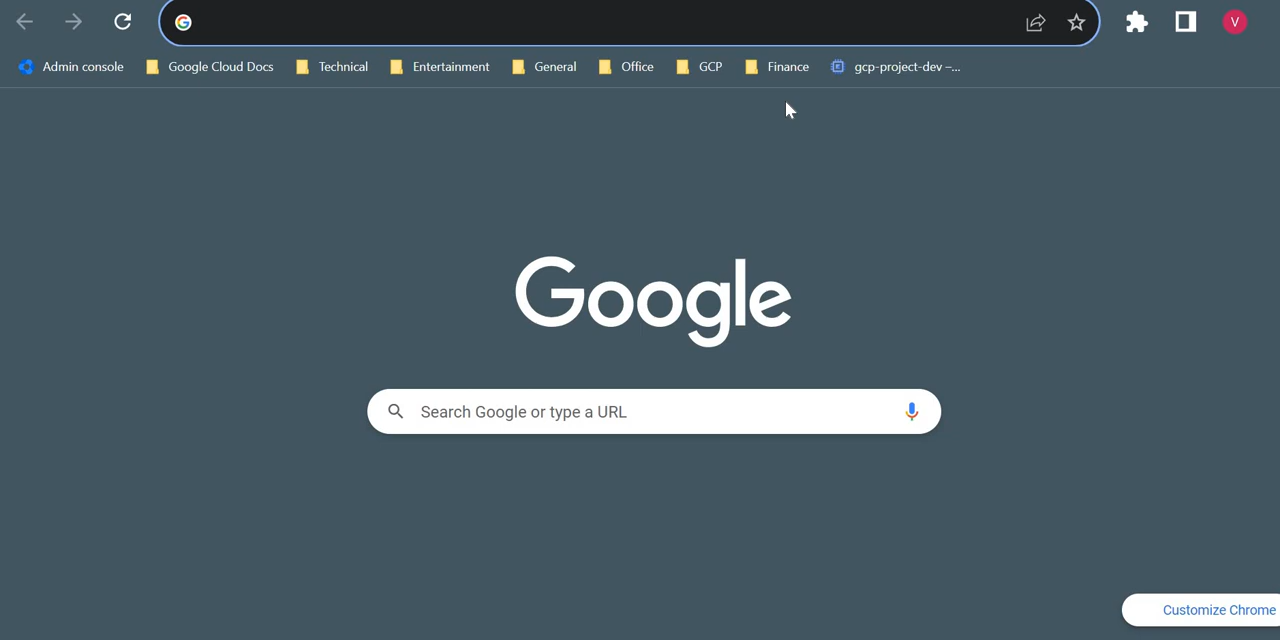 Admin console Google Cloud Docs Technical Entertainment General Office GCP Finance gcp-project-dev –...
V
Google
Search Google or type a URL
Customize Chrome